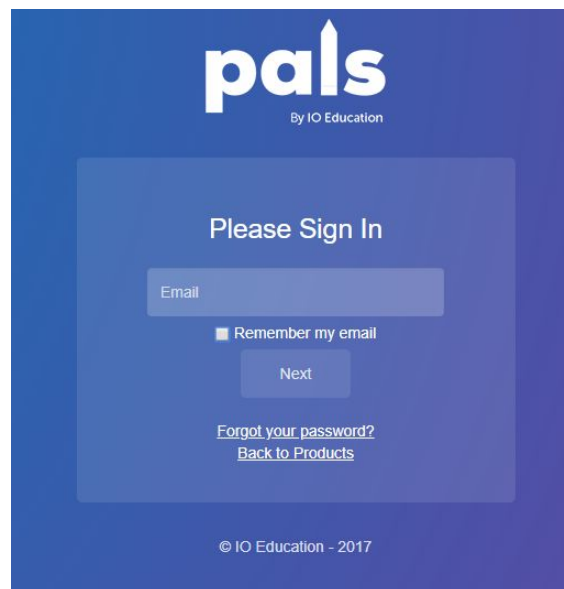 pals
By IO Education
Please Sign In
Email
Remember my email
Next
Forgot your password?
Back to Products
© IO Education - 2017